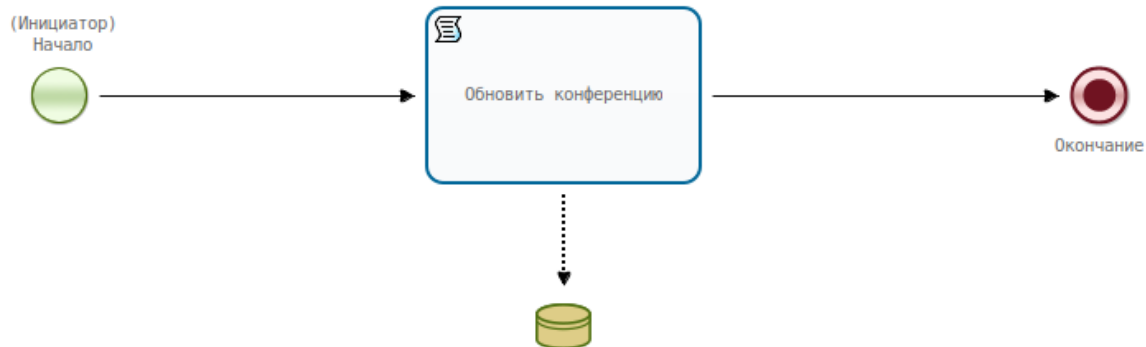 (Инициатор)
Начало
Обновить конференцию
Окончание